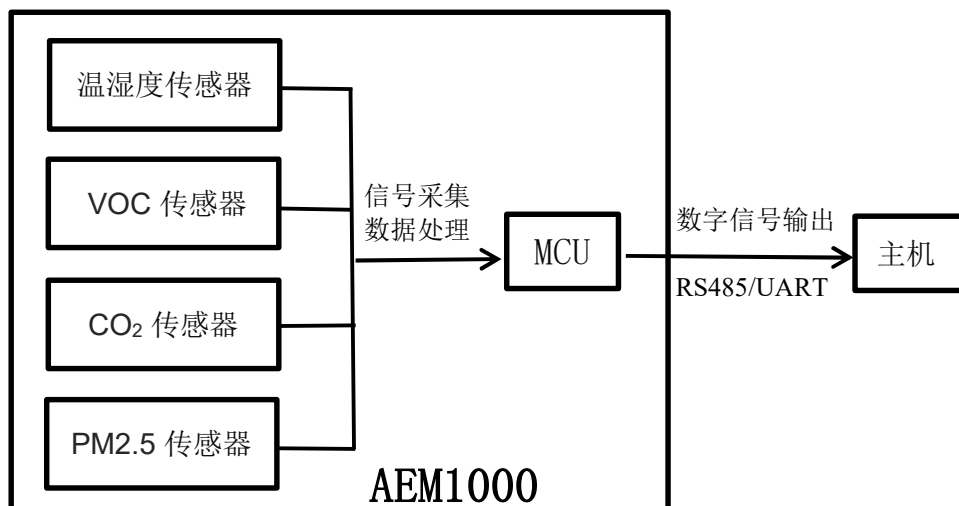 温湿度传感器
VOC 传感器
CO₂ 传感器
PM2.5 传感器
信号采集
数据处理
MCU
数字信号输出
RS485/UART
主机
AEM1000